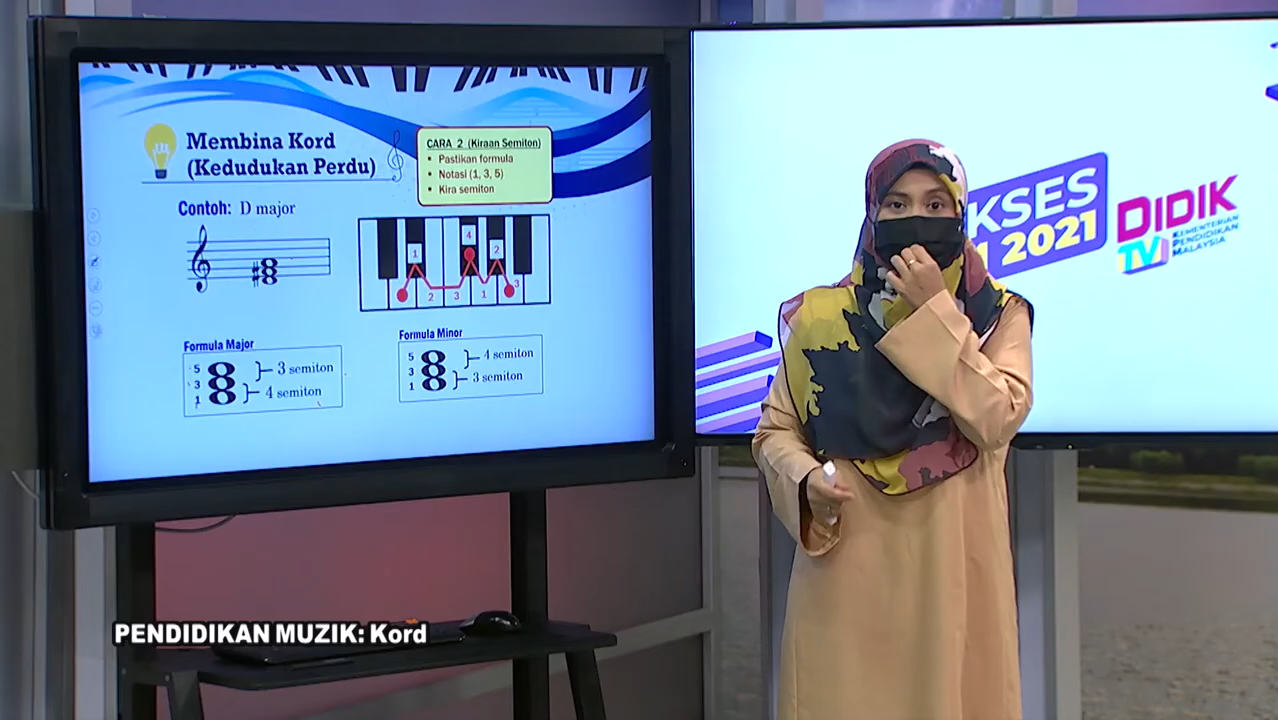 Membina Kord
(Kedudukan Perdu)
CARA 2 (Kiraan Semiton)
• Pastikan formula
• Notasi (1, 3, 5)
• Kira semiton
Contoh: D major
1
4
2
2
3
1
3
Formula Major
5
3
1
3 semiton
4 semiton
Formula Minor
5
3
1
4 semiton
3 semiton
KSES
2021
DIDIK
TV
KEMENTERIAN
PENDIDIKAN
MALAYSIA
PENDIDIKAN MUZIK: Kord